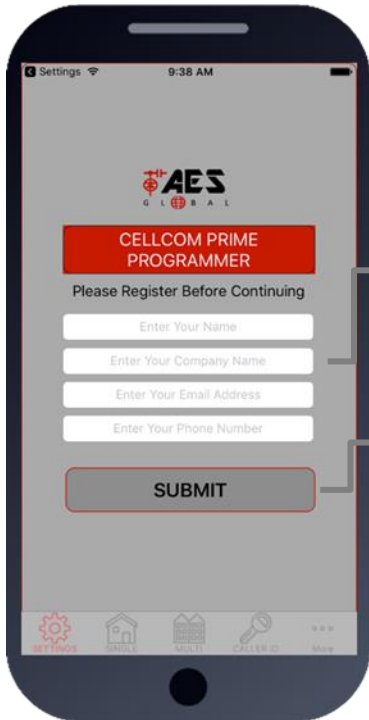 Settings 9:38 AM
AES
GLOBAL
CELLCOM PRIME
PROGRAMMER
Please Register Before Continuing
Enter Your Name
Enter Your Company Name
Enter Your Email Address
Enter Your Phone Number
SUBMIT
SETTINGS SINGLE MULTI CALLER ID More